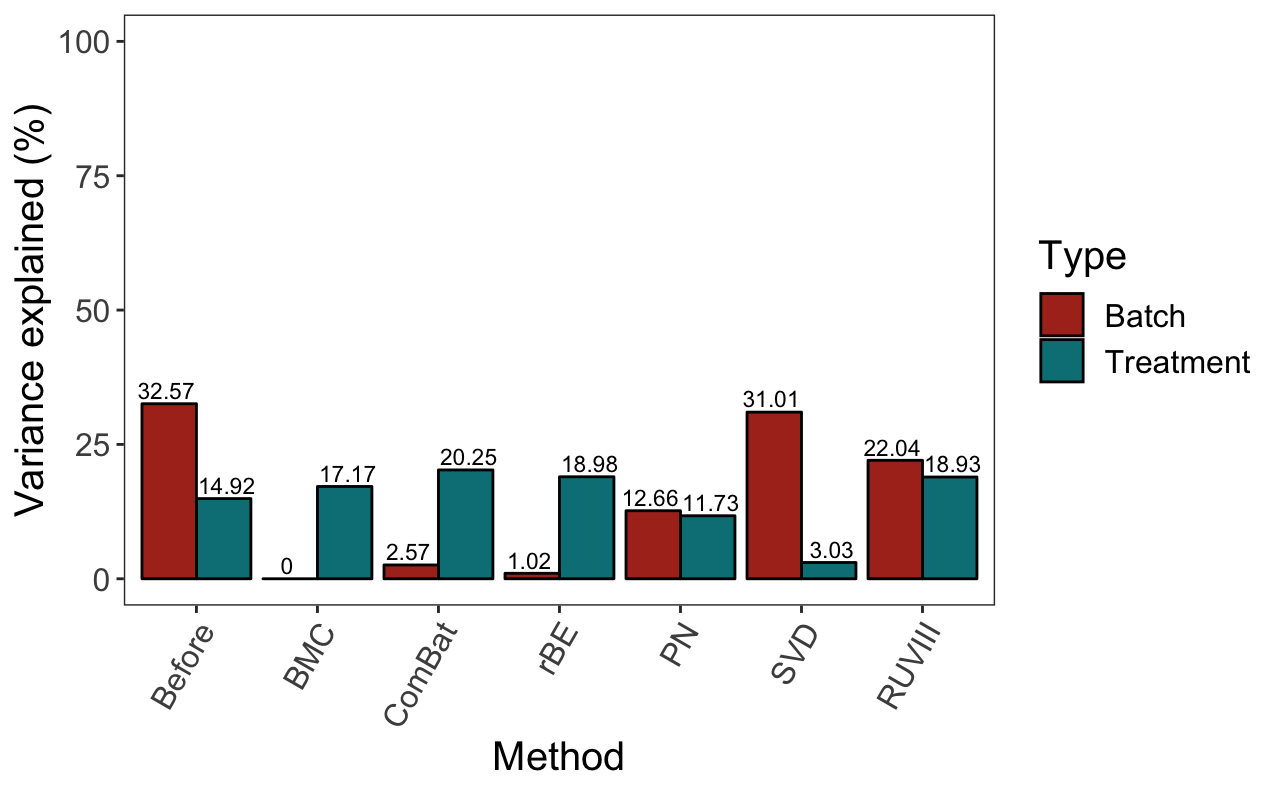 Variance explained (%)
100
75
50
25
0
32.57
14.92
0
17.17
2.57
20.25
1.02
18.98
12.66
11.73
31.01
3.03
22.04
18.93
Before
BMC
ComBat
rBE
PN
SVD
RUVIII
Method
Type
Batch
Treatment